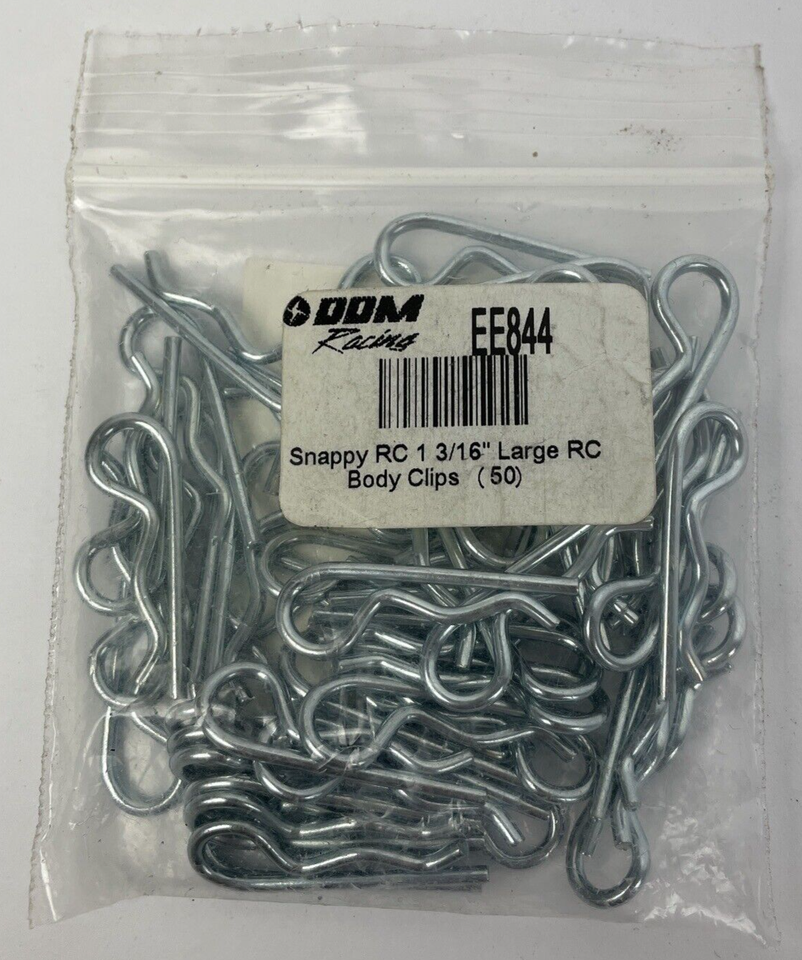 DDM
Racing
EE844
Snappy RC 1 3/16" Large RC
Body Clips ( 50)